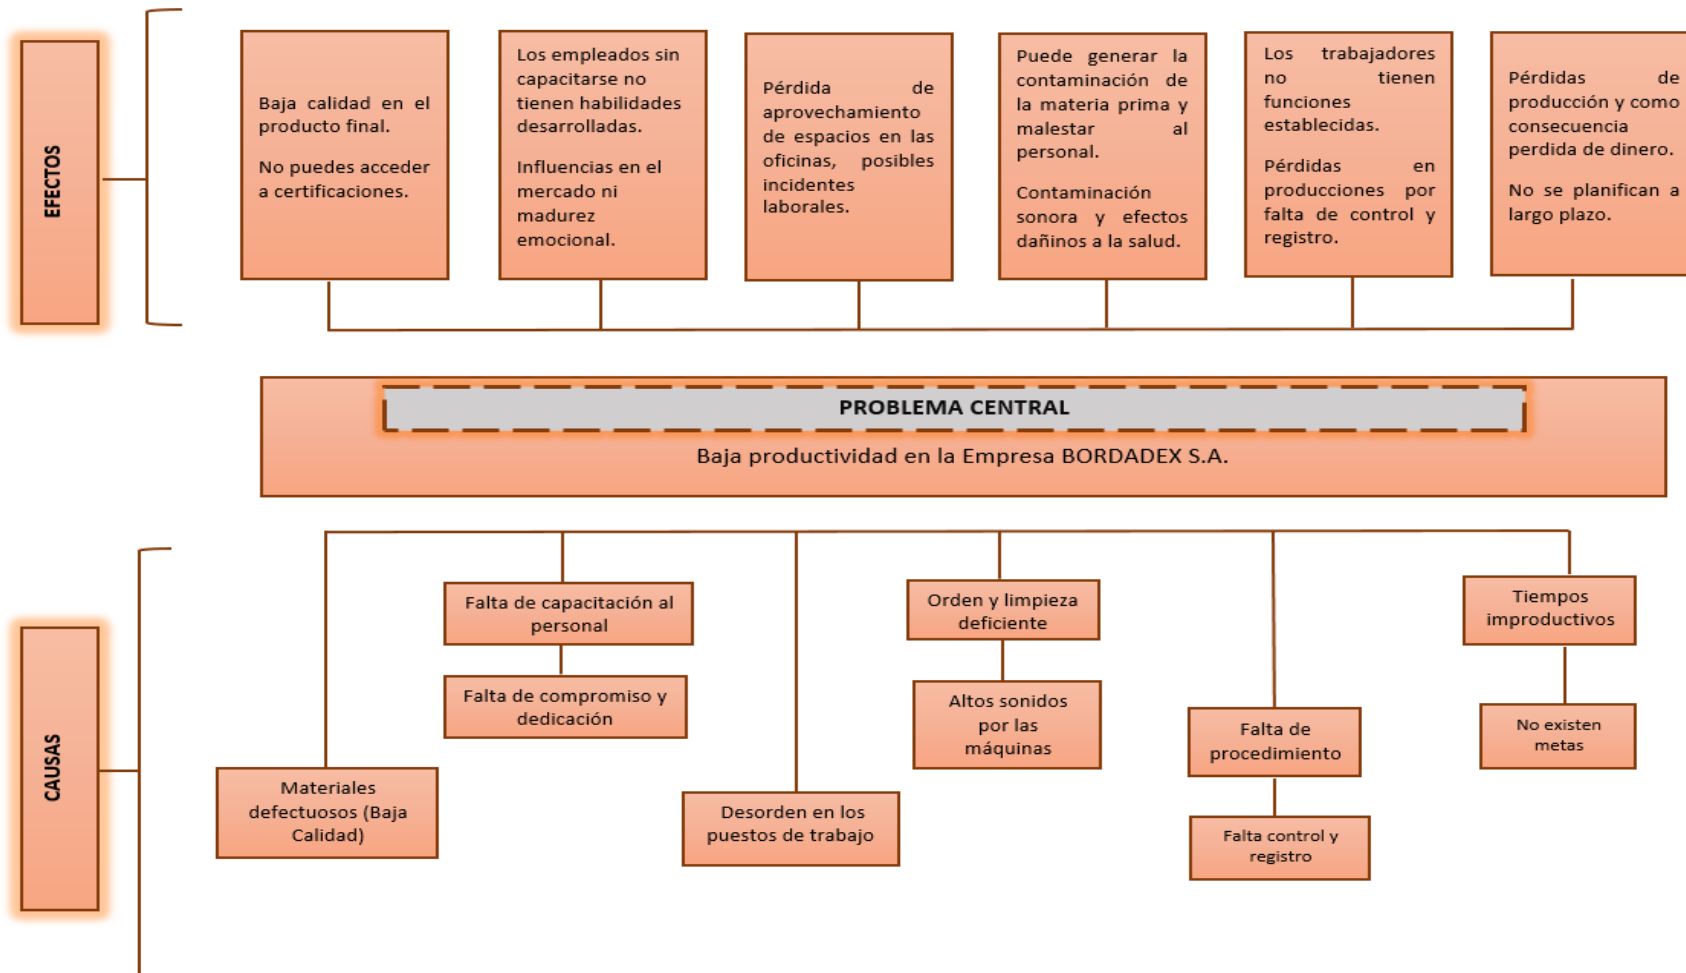 EFECTOS
Baja calidad en el
producto final.
No puedes acceder
a certificaciones.
Los empleados sin
capacitarse no
tienen habilidades
desarrolladas.
Influencias en el
mercado ni
madurez
emocional.
Pérdida de
aprovechamiento
de espacios en las
oficinas, posibles
incidentes
laborales.
Puede generar la
contaminación de
la materia prima y
malestar al
personal.
Contaminación
sonora y efectos
dañinos a la salud.
Los trabajadores
no tienen
funciones
establecidas.
Pérdidas en
producciones por
falta de control y
registro.
Pérdidas de
producción y como
consecuencia
perdida de dinero.
No se planifican a
largo plazo.
PROBLEMA CENTRAL
Baja productividad en la Empresa BORDADEX S.A.
CAUSAS
Materiales
defectuosos (Baja
Calidad)
Falta de capacitación al
personal
Falta de compromiso y
dedicación
Desorden en los
puestos de trabajo
Orden y limpieza
deficiente
Altos sonidos
por las
máquinas
Falta de
procedimiento
Falta control y
registro
Tiempos
improductivos
No existen
metas